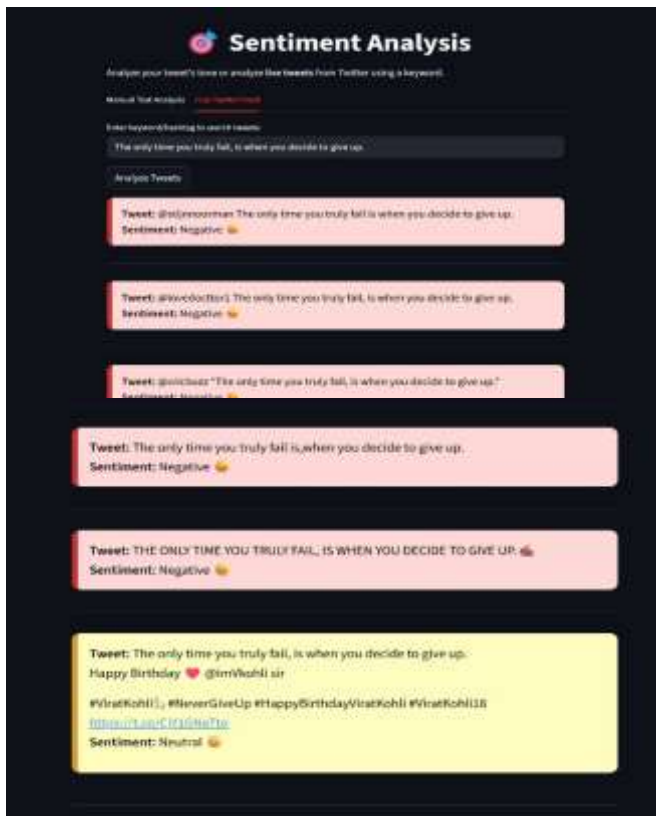 Sentiment Analysis
Analyze your tweet's tone or analyze live tweets from Twitter using a keyword.
Manual Text Analysis
Enter keyword/hashtag to search tweets:
The only time you truly fail, is when you decide to give up.
Analyze Tweets
Tweet: The only time you truly fail is when you decide to give up.
Sentiment: Negative
Tweet: The only time you truly fail, is when you decide to give up.
Sentiment: Negative
Tweet: "The only time you truly fail, is when you decide to give up."
Sentiment: Negative
Tweet: The only time you truly fail is,when you decide to give up.
Sentiment: Negative
Tweet: THE ONLY TIME YOU TRULY FAIL, IS WHEN YOU DECIDE TO GIVE UP.
Sentiment: Negative
Tweet: The only time you truly fail, is when you decide to give up.
Happy Birthday ❤️ @imVkohli sir
#NeverGiveUp #HappyBirthdayViratKohli #ViratKohli18
Sentiment: Neutral